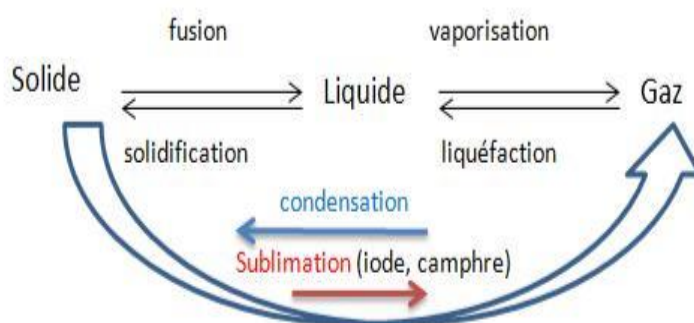 fusion vaporisation
Solide Liquide Gaz
solidification liquéfaction
condensation
Sublimation (iode, camphre)